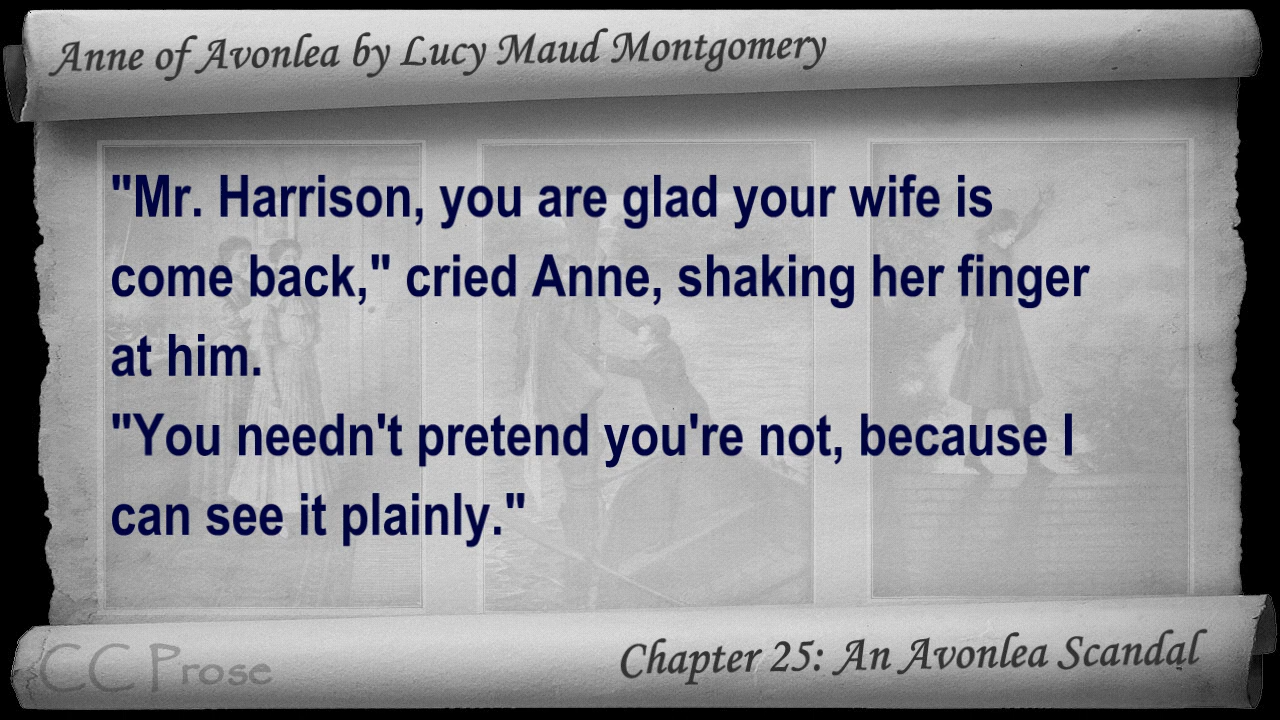 Anne of Avonlea by Lucy Maud Montgomery
"Mr. Harrison, you are glad your wife is
come back," cried Anne, shaking her finger
at him.
"You needn't pretend you're not, because I
can see it plainly."
CC Prose
Chapter 25: An Avonlea Scandal